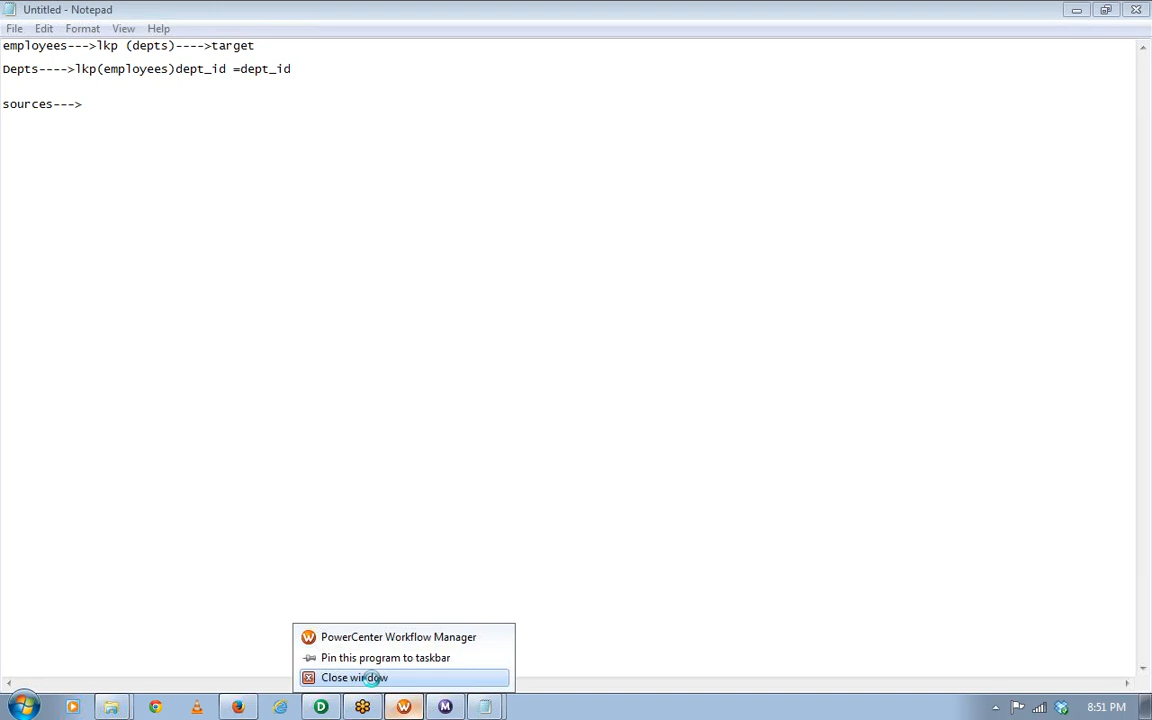 Untitled - Notepad
File Edit Format View Help
employees--->lkp (depts)---->target
Depts---->lkp(employees)dept_id =dept_id
sources--->
PowerCenter Workflow Manager
Pin this program to taskbar
Close window
D W M 8:51 PM